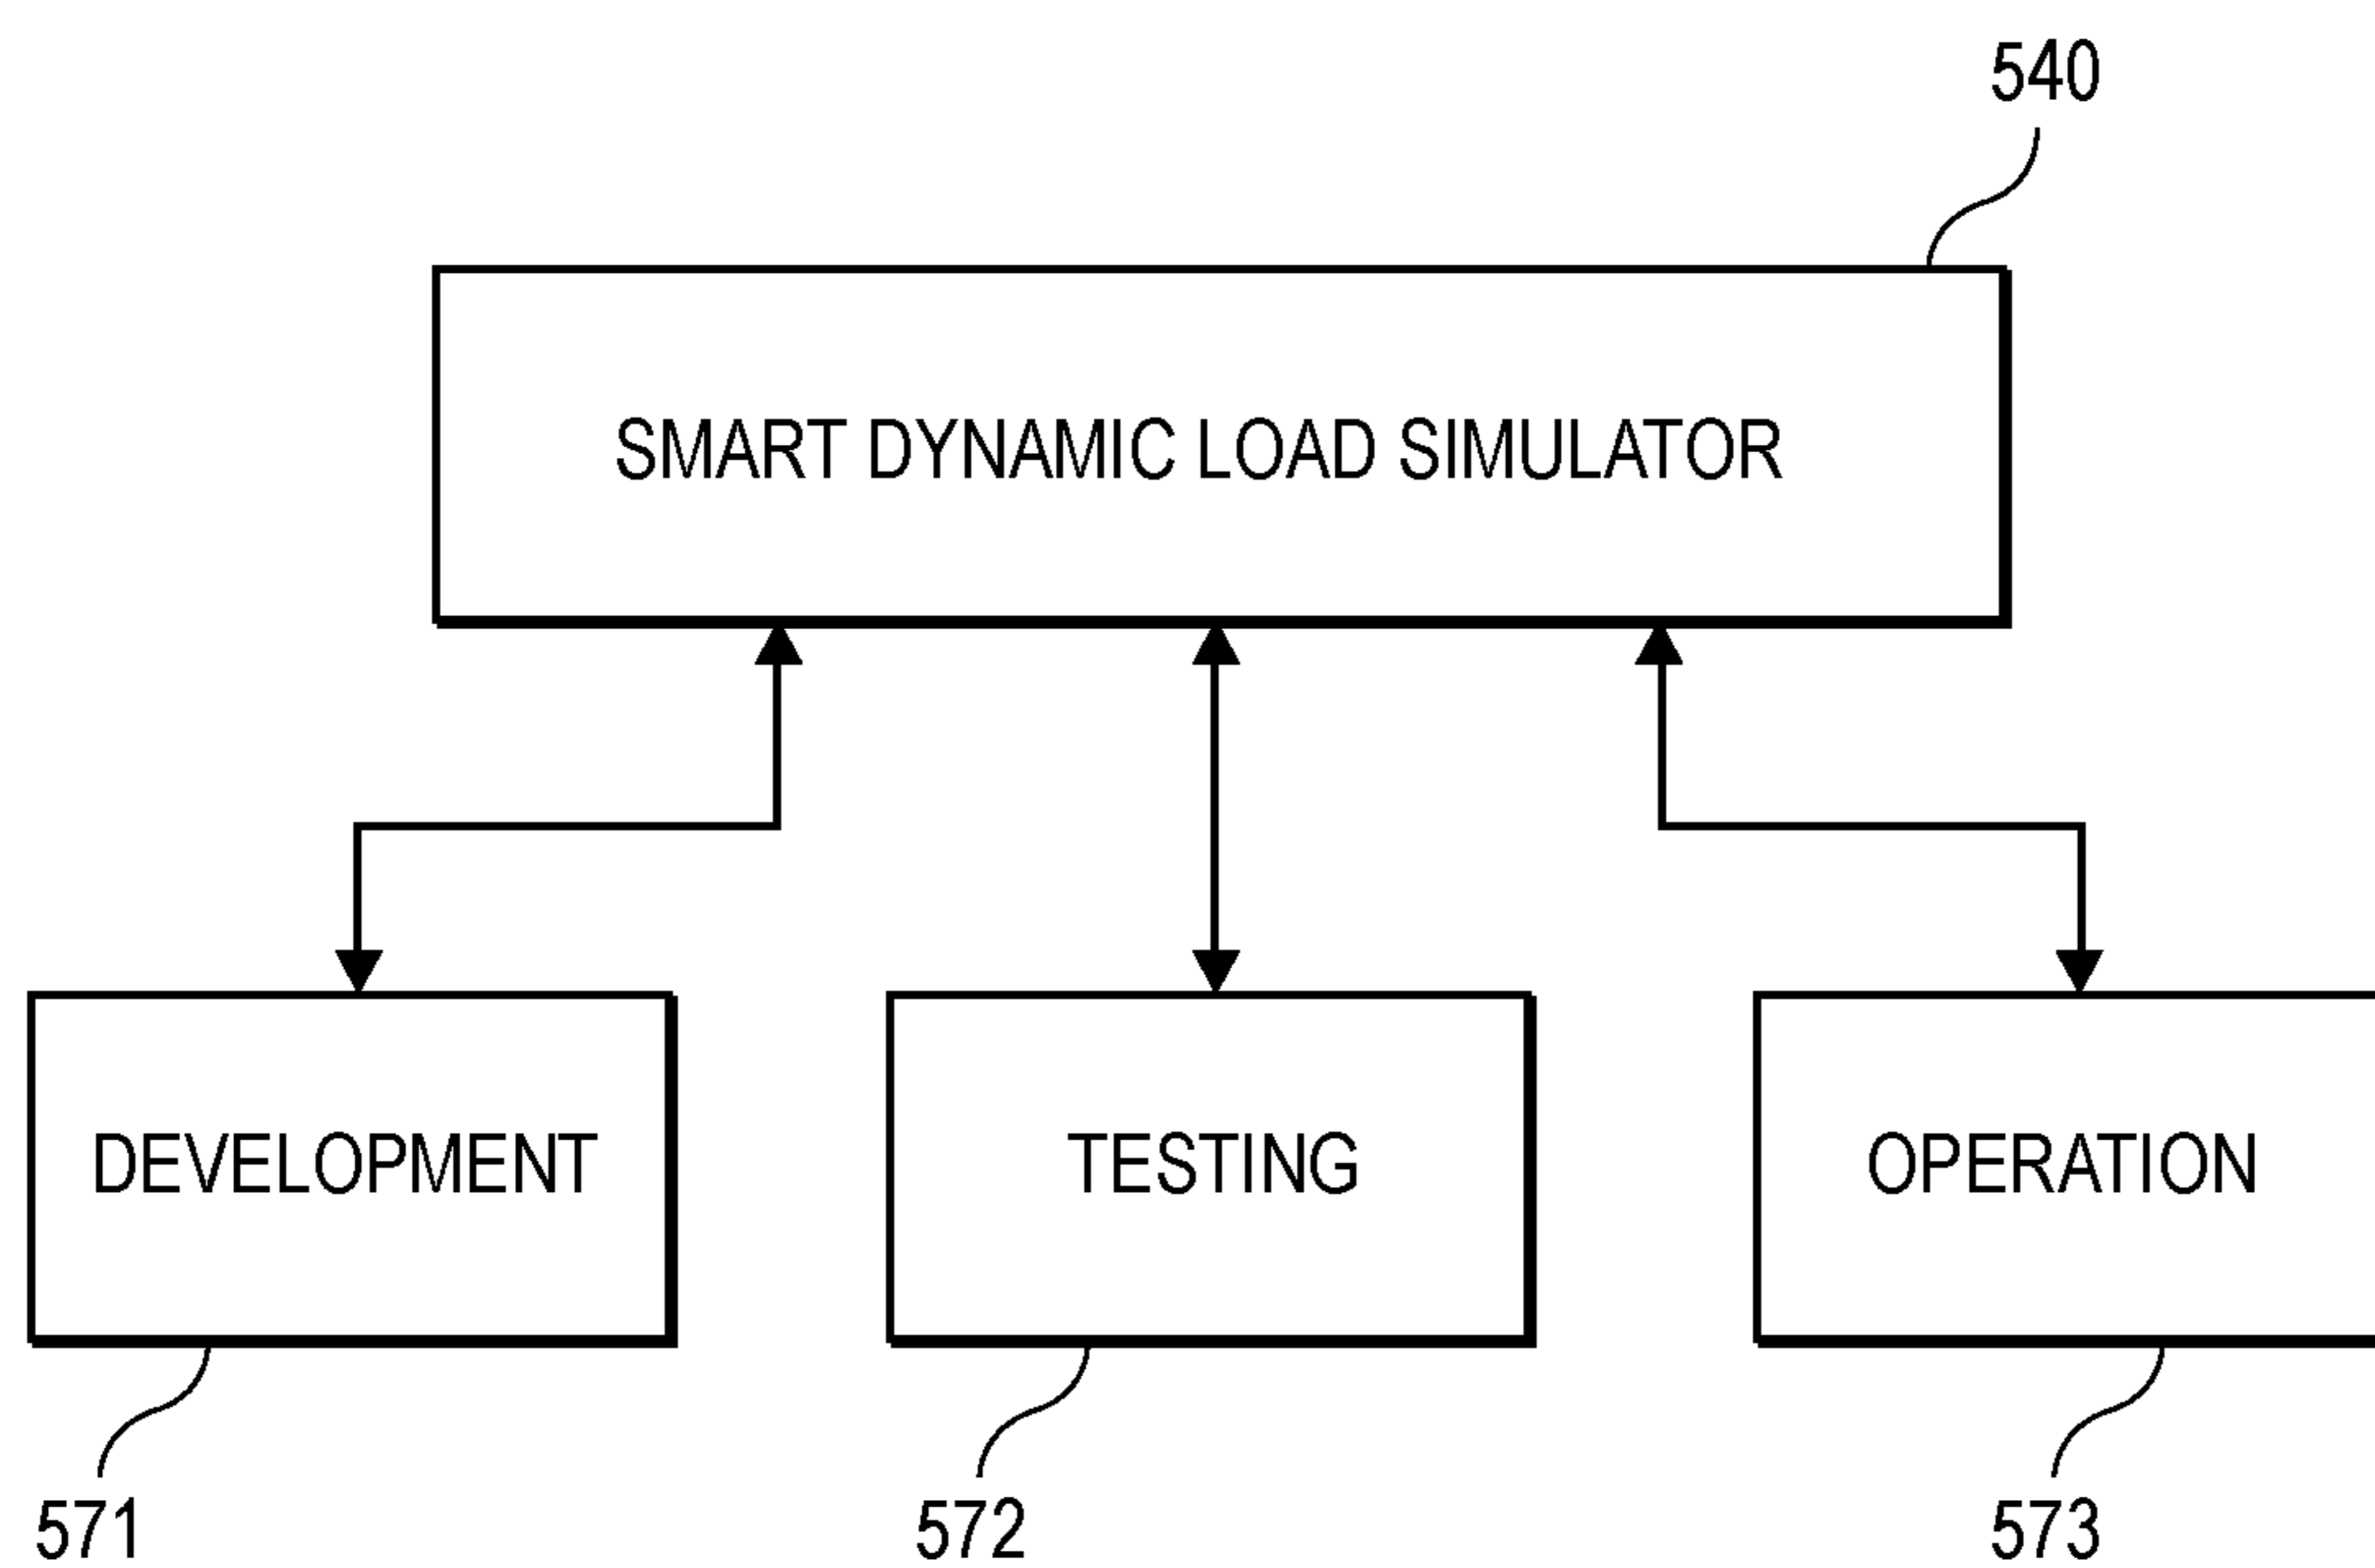 540
SMART DYNAMIC LOAD SIMULATOR
DEVELOPMENT
TESTING
OPERATION
571
572
573